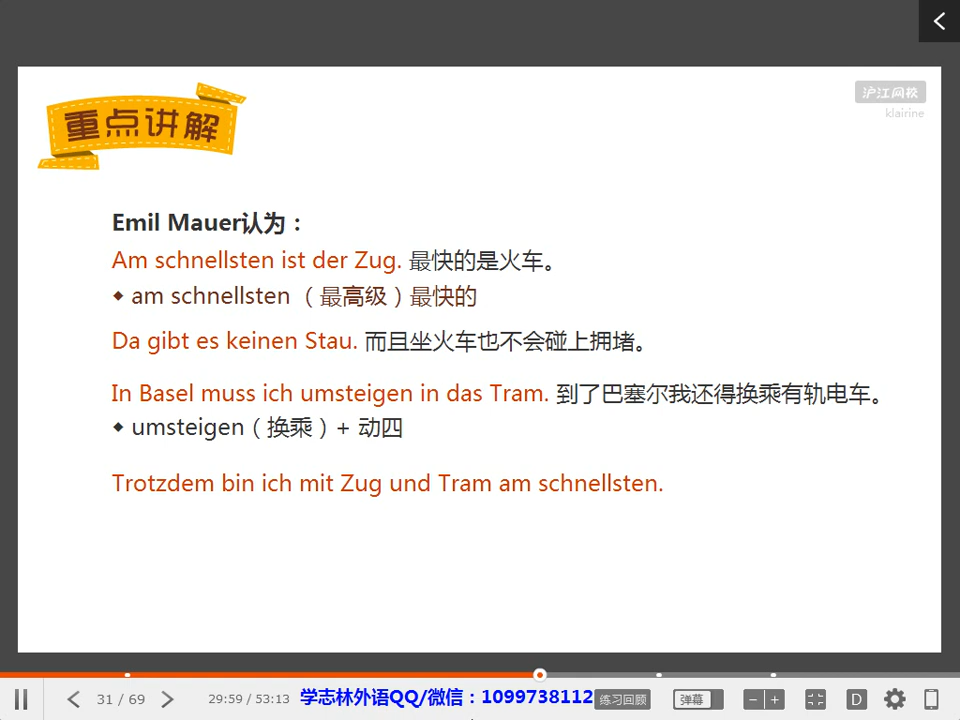 重点讲解
沪江网校
klairine
Emil Mauer认为：
Am schnellsten ist der Zug. 最快的是火车。
◆ am schnellsten （最高级）最快的
Da gibt es keinen Stau. 而且坐火车也不会碰上拥堵。
In Basel muss ich umsteigen in das Tram. 到了巴塞尔我还得换乘有轨电车。
◆ umsteigen（换乘）+ 动四
Trotzdem bin ich mit Zug und Tram am schnellsten.
31 / 69
29:59 / 53:13
学志林外语QQ/微信：1099738112
练习回顾
弹幕
D